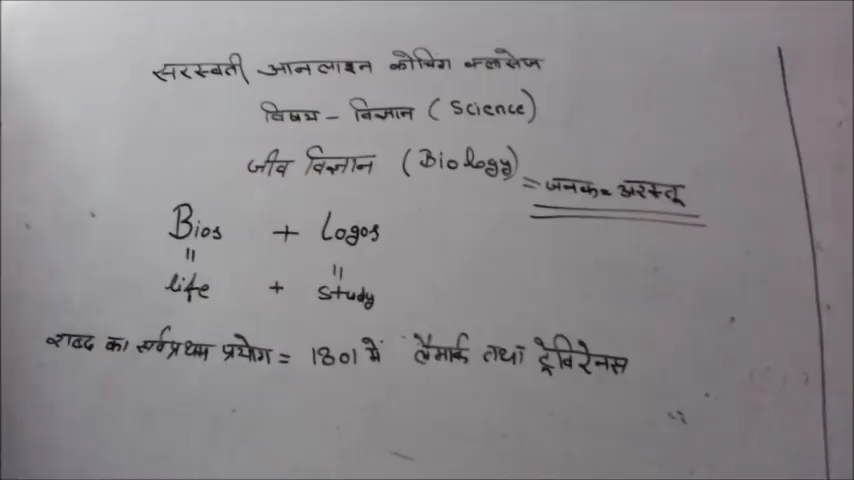 सरस्वती आनलाइन कोचिंग क्लासेज
विषय - विज्ञान (Science)
जीव विज्ञान (Biology) = जनक = अरस्तू
Bios + Logos
" "
life + study
शब्द का सर्वप्रथम प्रयोग = 1801 में लैमार्क तथा ट्रेविरेनस